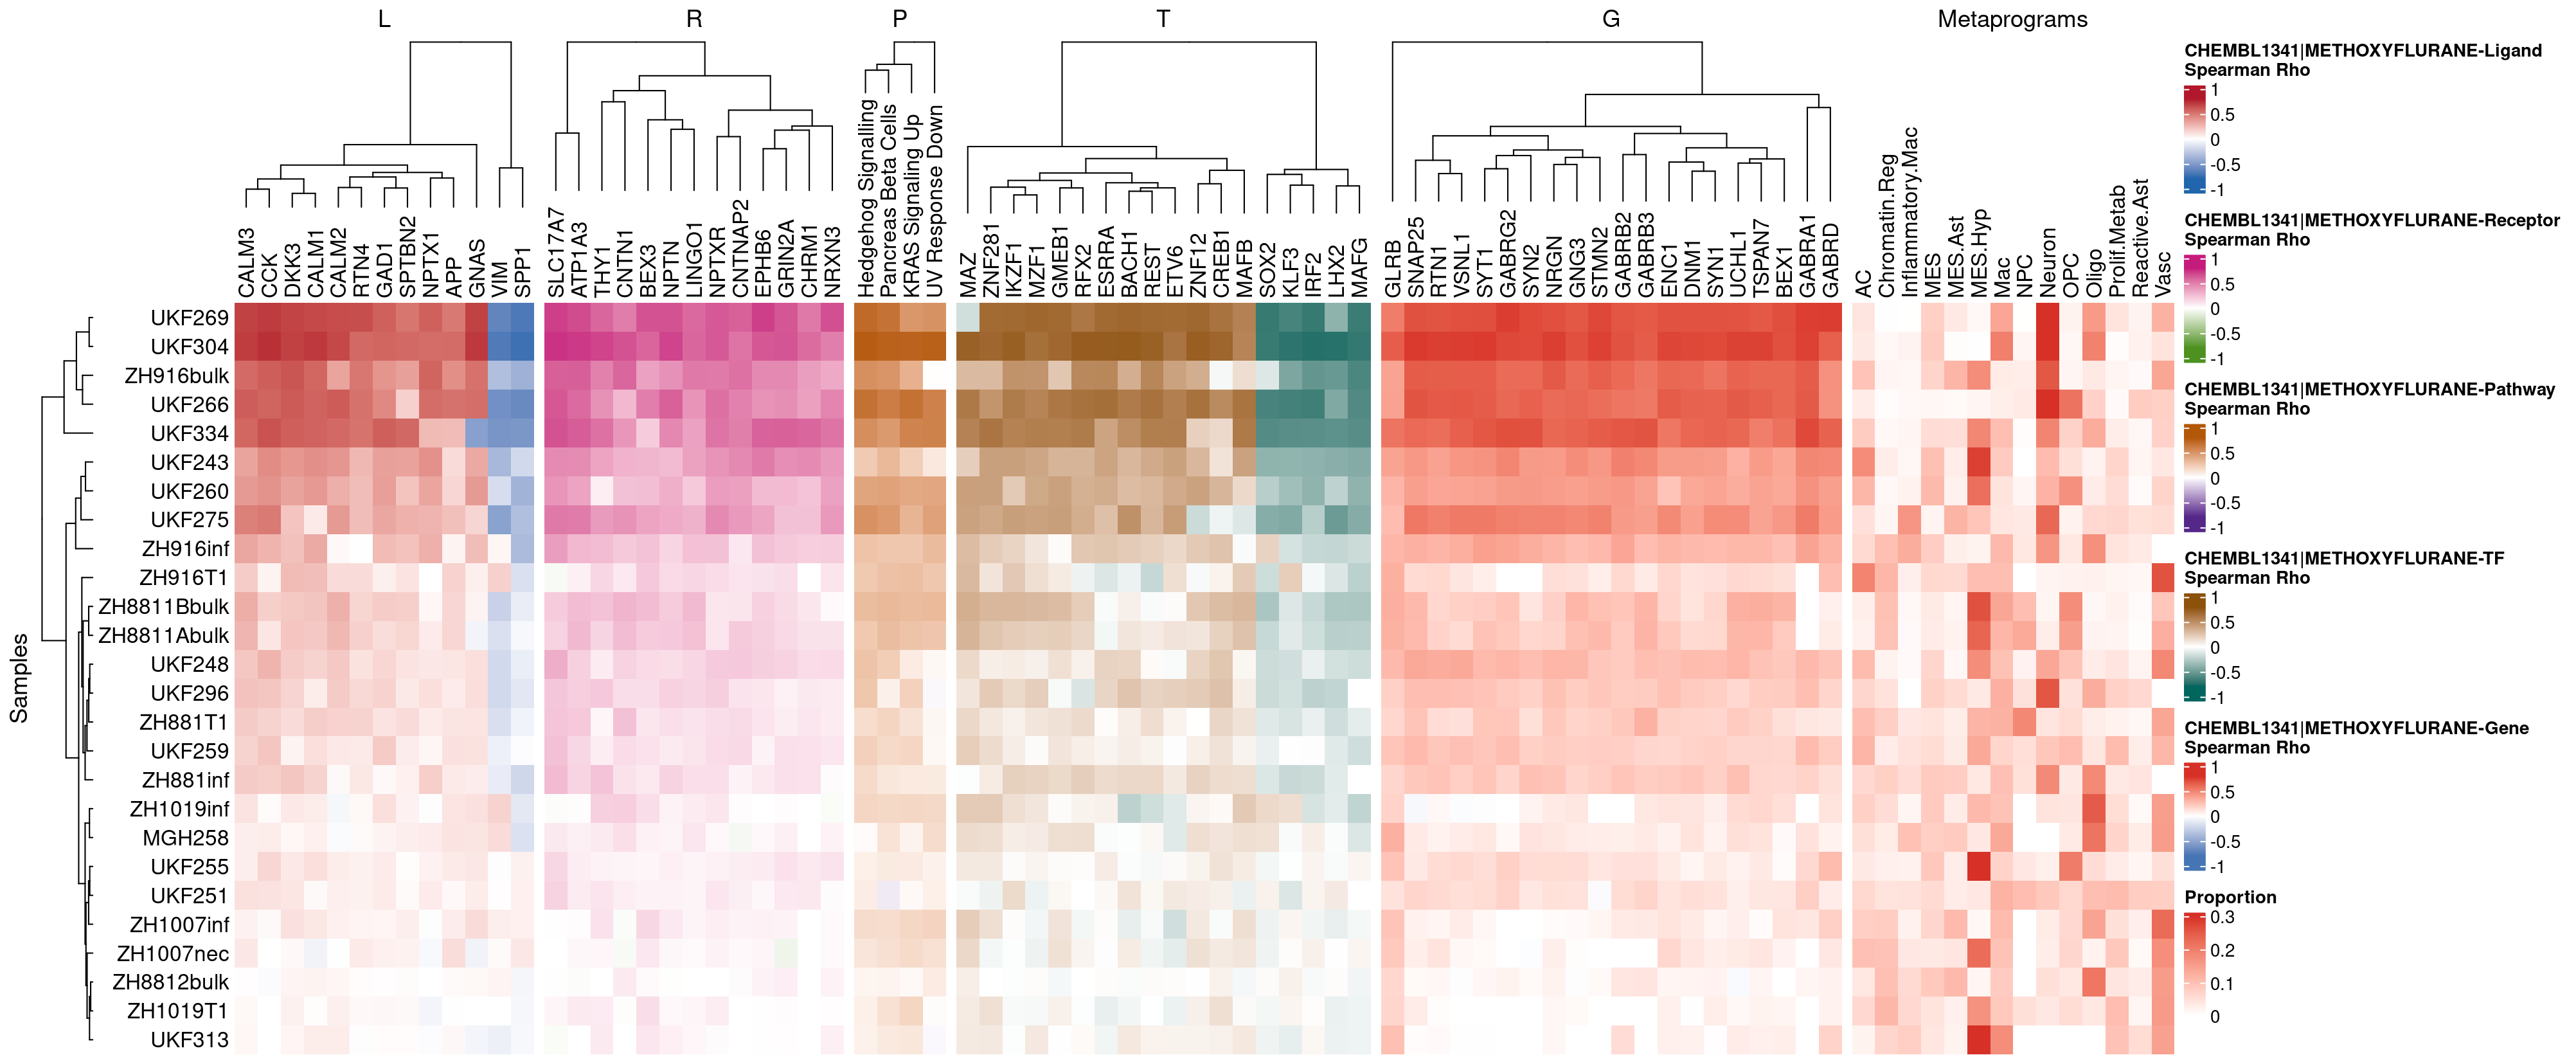 L R P T G Metaprograms
CALM3 CCK DKK3 CALM1 CALM2 RTN4 GAD1 SPTBN2 NPTX1 APP GNAS VIM SPP1
SLC17A7 ATP1A3 THY1 CNTN1 BEX3 NPTN LINGO1 NPTXR CNTNAP2 EPHB6 GRIN2A CHRM1 NRXN3
Hedgehog Signalling
Pancreas Beta Cells
KRAS Signaling Up
UV Response Down
MAZ ZNF281 IKZF1 MZF1 GMEB1 RFX2 ESRRA BACH1 REST ETV6 ZNF12 CREB1 MAFB SOX2 KLF3 IRF2 LHX2 MAFG
GLRB SNAP25 RTN1 VSNL1 SYT1 GABRG2 SYN2 NRGN GNG3 STMN2 GABRB2 GABRB3 ENC1 DNM1 SYN1 UCHL1 TSPAN7 BEX1 GABRA1 GABRD
AC Chromatin.Reg Inflammatory.Mac MES MES.Ast MES.Hyp Mac NPC Neuron OPC Oligo Prolif.Metab Reactive.Ast Vasc
Samples
UKF269
UKF304
ZH916bulk
UKF266
UKF334
UKF243
UKF260
UKF275
ZH916inf
ZH916T1
ZH8811Bbulk
ZH8811Abulk
UKF248
UKF296
ZH881T1
UKF259
ZH881inf
ZH1019inf
MGH258
UKF255
UKF251
ZH1007inf
ZH1007nec
ZH8812bulk
ZH1019T1
UKF313
CHEMBL1341|METHOXYFLURANE-Ligand
Spearman Rho
1
0.5
0
-0.5
-1
CHEMBL1341|METHOXYFLURANE-Receptor
Spearman Rho
1
0.5
0
-0.5
-1
CHEMBL1341|METHOXYFLURANE-Pathway
Spearman Rho
1
0.5
0
-0.5
-1
CHEMBL1341|METHOXYFLURANE-TF
Spearman Rho
1
0.5
0
-0.5
-1
CHEMBL1341|METHOXYFLURANE-Gene
Spearman Rho
1
0.5
0
-0.5
-1
Proportion
0.3
0.2
0.1
0